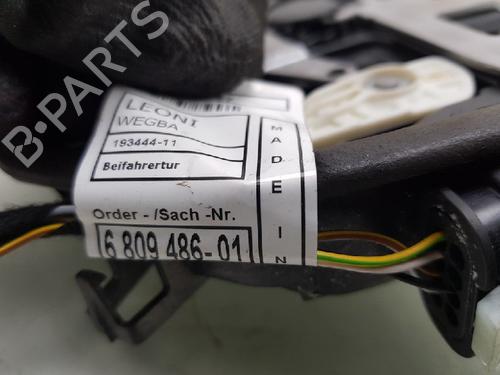 B-PARTS
LEONI
WEGBA
193444-11
Beifahrertur
Order - /Sach -Nr.
6 809 486-01
MADE IN